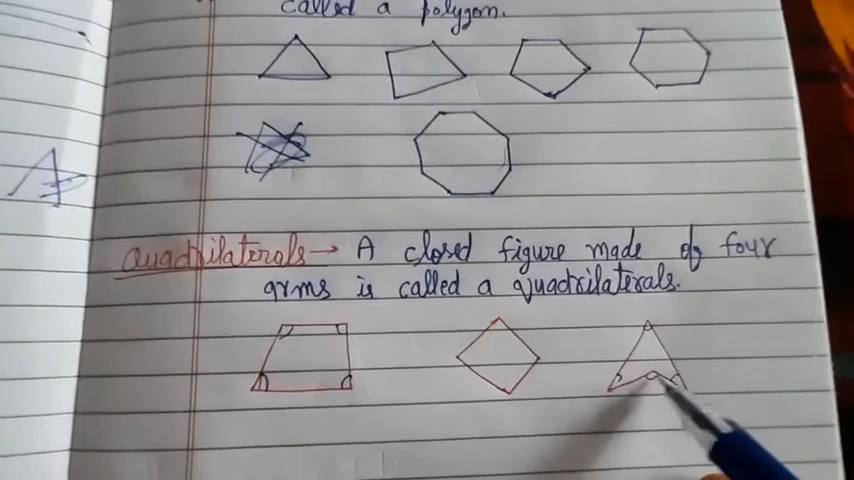 called a polygon.
Quadrilaterals → A closed figure made of four
arms is called a quadrilaterals.